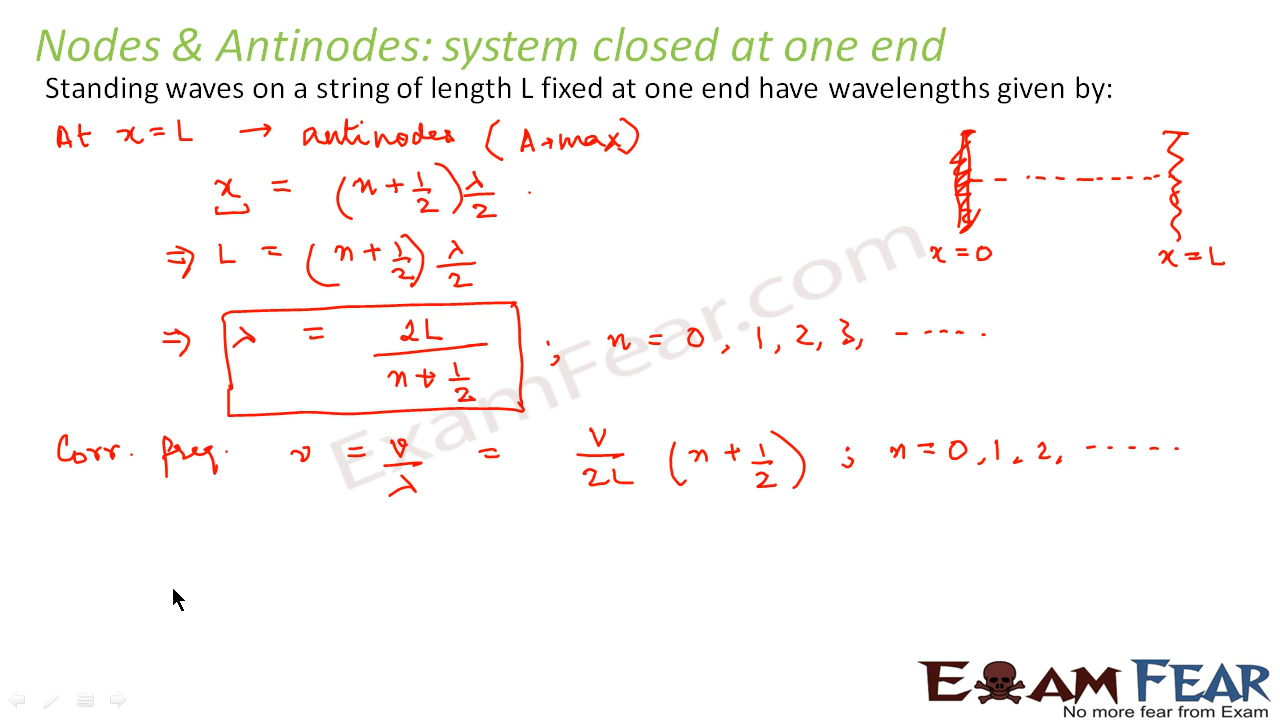 Nodes & Antinodes: system closed at one end
Standing waves on a string of length L fixed at one end have wavelengths given by:
At x = L → antinodes (A → max)
x = (n + 1/2) λ/2
⇒ L = (n + 1/2) λ/2
⇒ λ = 2L / (n + 1/2) ; n = 0, 1, 2, 3, -----
Corr. freq. ν = v/λ = v/2L (n + 1/2) ; n = 0, 1, 2, ------
x = 0
x = L
ExamFear.com
EXAM FEAR
No more fear from Exam